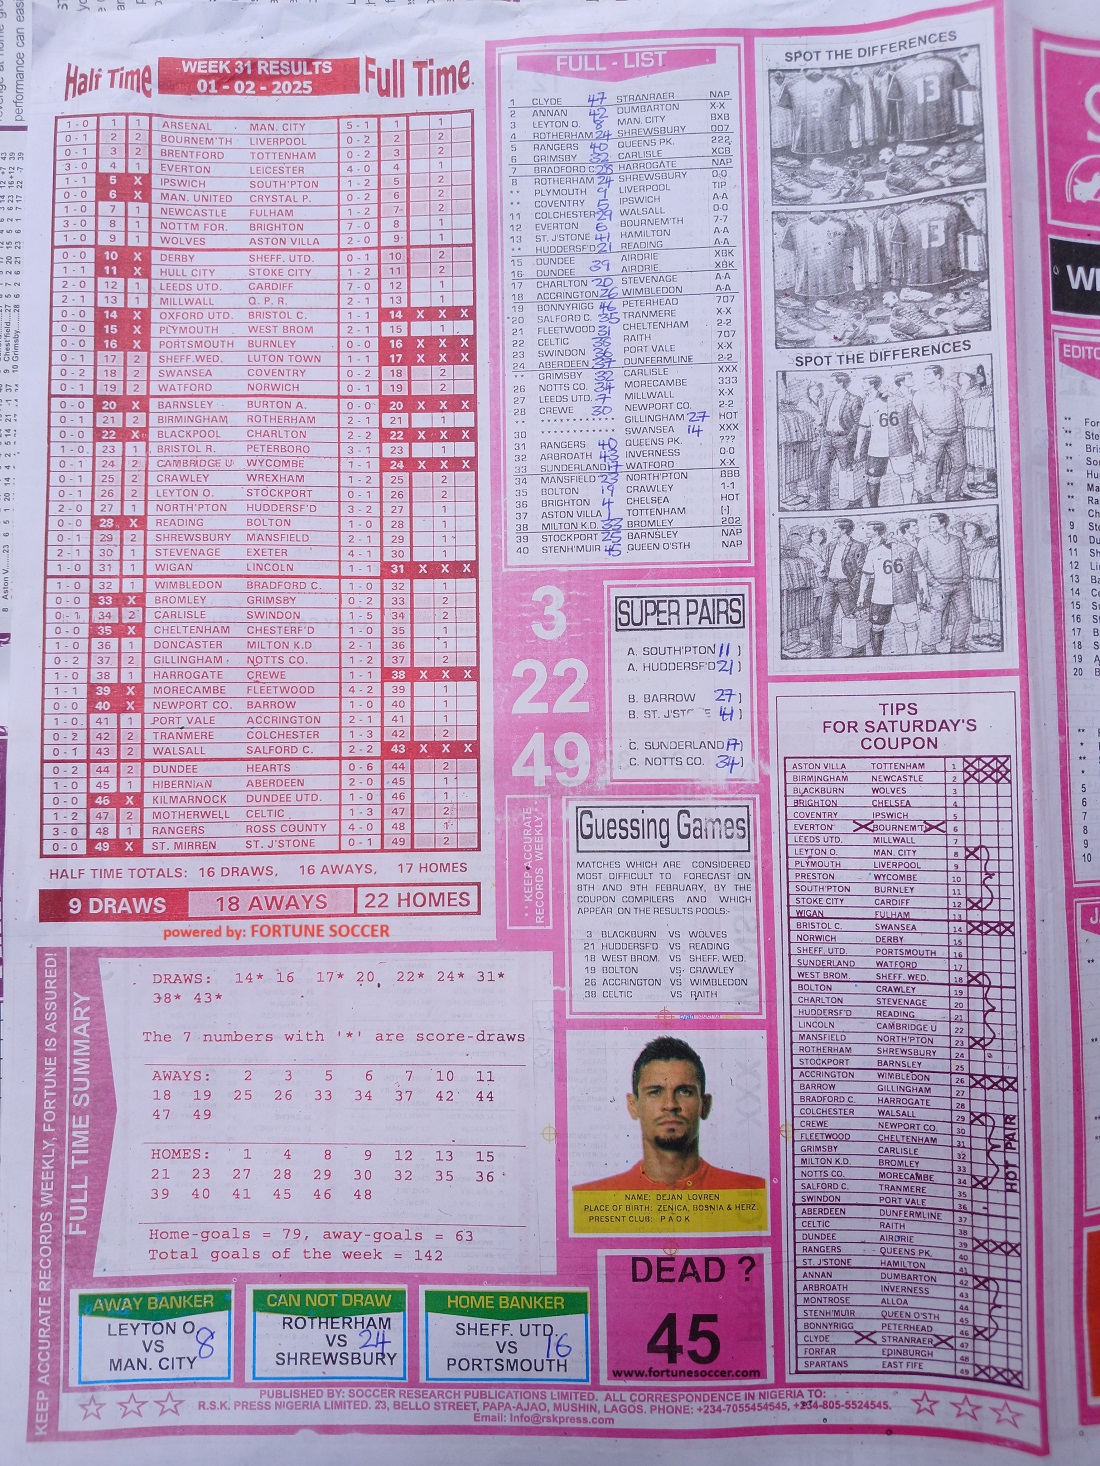 Half Time
WEEK 31 RESULTS
01 - 02 - 2025
Full Time
1 - 0 1 1 ARSENAL MAN. CITY 5 - 1 1 1
0 - 1 2 2 BOURNEM'TH LIVERPOOL 0 - 2 2 2
0 - 1 3 2 BRENTFORD TOTTENHAM 0 - 2 3 2
3 - 0 4 1 EVERTON LEICESTER 4 - 0 4 1
1 - 1 5 X IPSWICH SOUTH'PTON 1 - 2 5 2
0 - 0 6 X MAN. UNITED CRYSTAL P. 0 - 2 6 2
1 - 0 7 1 NEWCASTLE FULHAM 1 - 2 7 2
3 - 0 8 1 NOTTM FOR. BRIGHTON 7 - 0 8 1
1 - 0 9 1 WOLVES ASTON VILLA 2 - 0 9 1
0 - 0 10 X DERBY SHEFF. UTD. 0 - 1 10 2
1 - 1 11 X HULL CITY STOKE CITY 1 - 2 11 2
2 - 0 12 1 LEEDS UTD. CARDIFF 7 - 0 12 1
2 - 1 13 1 MILLWALL Q. P. R. 2 - 1 13 1
0 - 0 14 X OXFORD UTD. BRISTOL C. 1 - 1 14 X X X
0 - 0 15 X PLYMOUTH WEST BROM 2 - 1 15 1
0 - 0 16 X PORTSMOUTH BURNLEY 0 - 0 16 X X X
0 - 1 17 2 SHEFF.WED. LUTON TOWN 1 - 1 17 X X X
0 - 2 18 2 SWANSEA COVENTRY 0 - 2 18 2
0 - 1 19 2 WATFORD NORWICH 0 - 1 19 2
0 - 0 20 X BARNSLEY BURTON A. 0 - 0 20 X X X
0 - 1 21 2 BIRMINGHAM ROTHERHAM 2 - 1 21 1
0 - 0 22 X BLACKPOOL CHARLTON 2 - 2 22 X X X
1 - 0 23 1 BRISTOL R. PETERBORO 3 - 1 23 1
0 - 1 24 2 CAMBRIDGE U WYCOMBE 1 - 1 24 X X X
0 - 1 25 2 CRAWLEY WREXHAM 1 - 2 25 2
0 - 1 26 2 LEYTON O. STOCKPORT 0 - 1 26 2
2 - 0 27 1 NORTH'PTON HUDDERSF'D 3 - 2 27 1
0 - 0 28 X READING BOLTON 1 - 0 28 1
0 - 1 29 2 SHREWSBURY MANSFIELD 2 - 1 29 1
2 - 1 30 1 STEVENAGE EXETER 4 - 1 30 1
1 - 0 31 1 WIGAN LINCOLN 1 - 1 31 X X X
1 - 0 32 1 WIMBLEDON BRADFORD C. 1 - 0 32 1
0 - 0 33 X BROMLEY GRIMSBY 0 - 2 33 2
0 - 1 34 2 CARLISLE SWINDON 1 - 5 34 2
0 - 0 35 X CHELTENHAM CHESTERF'D 1 - 0 35 1
1 - 0 36 1 DONCASTER MILTON K.D 2 - 1 36 1
0 - 2 37 2 GILLINGHAM NOTTS CO. 1 - 2 37 2
1 - 0 38 1 HARROGATE CREWE 1 - 1 38 X X X
1 - 1 39 X MORECAMBE FLEETWOOD 4 - 2 39 1
0 - 0 40 X NEWPORT CO. BARROW 1 - 0 40 1
1 - 0 41 1 PORT VALE ACCRINGTON 2 - 1 41 1
0 - 2 42 2 TRANMERE COLCHESTER 1 - 3 42 2
0 - 1 43 2 WALSALL SALFORD C. 2 - 2 43 X X X
0 - 2 44 2 DUNDEE HEARTS 0 - 6 44 2
1 - 0 45 1 HIBERNIAN ABERDEEN 2 - 0 45 1
0 - 0 46 X KILMARNOCK DUNDEE UTD. 1 - 0 46 1
1 - 2 47 2 MOTHERWELL CELTIC 1 - 3 47 2
3 - 0 48 1 RANGERS ROSS COUNTY 4 - 0 48 1
0 - 0 49 X ST. MIRREN ST. J'STONE 0 - 1 49 2
HALF TIME TOTALS: 16 DRAWS, 16 AWAYS, 17 HOMES
9 DRAWS 18 AWAYS 22 HOMES
powered by: FORTUNE SOCCER
KEEP ACCURATE RECORDS WEEKLY, FORTUNE IS ASSURED!
FULL TIME SUMMARY
DRAWS: 14* 16 17* 20, 22* 24* 31*
38* 43*
The 7 numbers with '*' are score-draws
AWAYS: 2 3 5 6 7 10 11
18 19 25 26 33 34 37 42 44
47 49
HOMES: 1 4 8 9 12 13 15
21 23 27 28 29 30 32 35 36
39 40 41 45 46 48
Home-goals = 79, away-goals = 63
Total goals of the week = 142
AWAY BANKER
LEYTON O.
VS 8
MAN. CITY
CAN NOT DRAW
ROTHERHAM
VS 24
SHREWSBURY
HOME BANKER
SHEFF. UTD.
VS 16
PORTSMOUTH
FULL - LIST
1 CLYDE 47 STRANRAER NAP
2 ANNAN 42 DUMBARTON X-X
3 LEYTON O. 8 MAN. CITY BXB
4 ROTHERHAM 24 SHREWSBURY 007
5 RANGERS 40 QUEENS PK. 222
6 GRIMSBY 32 CARLISLE XCB
7 BRADFORD C. 28 HARROGATE NAP
8 ROTHERHAM 24 SHREWSBURY 0.0
** PLYMOUTH 9 LIVERPOOL TIP
** COVENTRY 5 IPSWICH A-A
11 COLCHESTER 29 WALSALL 0-0
12 EVERTON 6 BOURNEM'TH 7-7
13 ST. J'STONE 41 HAMILTON A-A
** HUDDERSF'D 21 READING A-A
15 DUNDEE AIRDRIE XBK
16 DUNDEE 39 AIRDRIE XBK
17 CHARLTON 20 STEVENAGE A-A
18 ACCRINGTON 26 WIMBLEDON A-A
19 BONNYRIGG 46 PETERHEAD 707
20 SALFORD C. 35 TRANMERE X-X
21 FLEETWOOD 31 CHELTENHAM 2-2
22 CELTIC 38 RAITH 707
23 SWINDON 36 PORT VALE X-X
24 ABERDEEN 37 DUNFERMLINE 2-2
** GRIMSBY 32 CARLISLE XXX
26 NOTTS CO. 34 MORECAMBE 333
27 LEEDS UTD. 7 MILLWALL X-X
28 CREWE 30 NEWPORT CO. 2-2
** GILLINGHAM 27 HOT
30 SWANSEA 14 XXX
31 RANGERS 40 QUEENS PK. ???
32 ARBROATH 43 INVERNESS 0-0
33 SUNDERLAND 17 WATFORD X-X
34 MANSFIELD 23 NORTH'PTON BBB
35 BOLTON 19 CRAWLEY 1-1
36 BRIGHTON 4 CHELSEA HOT
37 ASTON VILLA 1 TOTTENHAM [-]
38 MILTON K.D. 33 BROMLEY 202
39 STOCKPORT 25 BARNSLEY NAP
40 STENH'MUIR 45 QUEEN O'STH NAP
3
22
49
SUPER PAIRS
A. SOUTH'PTON 11 )
A. HUDDERSF'D 21 )
B. BARROW 27 )
B. ST. J'STONE 41 )
C. SUNDERLAND 17 )
C. NOTTS CO. 34 )
** KEEP ACCURATE
RECORDS WEEKLY **
Guessing Games
MATCHES WHICH ARE CONSIDERED
MOST DIFFICULT TO FORECAST ON
8TH AND 9TH FEBRUARY, BY THE
COUPON COMPILERS AND WHICH
APPEAR ON THE RESULTS POOLS:-
3 BLACKBURN VS WOLVES
21 HUDDERSF'D VS READING
18 WEST BROM. VS SHEFF. WED.
19 BOLTON VS CRAWLEY
26 ACCRINGTON VS WIMBLEDON
38 CELTIC VS RAITH
NAME: DEJAN LOVREN
PLACE OF BIRTH: ZENICA, BOSNIA & HERZ.
PRESENT CLUB: P A O K
DEAD ?
45
www.fortunesoccer.com
SPOT THE DIFFERENCES
13
13
SPOT THE DIFFERENCES
66
66
TIPS
FOR SATURDAY'S
COUPON
ASTON VILLA TOTTENHAM 1
BIRMINGHAM NEWCASTLE 2
BLACKBURN WOLVES 3
BRIGHTON CHELSEA 4
COVENTRY IPSWICH 5
EVERTON BOURNEM'TH 6
LEEDS UTD. MILLWALL 7
LEYTON O. MAN. CITY 8
PLYMOUTH LIVERPOOL 9
PRESTON WYCOMBE 10
SOUTH'PTON BURNLEY 11
STOKE CITY CARDIFF 12
WIGAN FULHAM 13
BRISTOL C. SWANSEA 14
NORWICH DERBY 15
SHEFF. UTD. PORTSMOUTH 16
SUNDERLAND WATFORD 17
WEST BROM. SHEFF. WED. 18
BOLTON CRAWLEY 19
CHARLTON STEVENAGE 20
HUDDERSF'D READING 21
LINCOLN CAMBRIDGE U 22
MANSFIELD NORTH'PTON 23
ROTHERHAM SHREWSBURY 24
STOCKPORT BARNSLEY 25
ACCRINGTON WIMBLEDON 26
BARROW GILLINGHAM 27
BRADFORD C. HARROGATE 28
COLCHESTER WALSALL 29
CREWE NEWPORT CO. 30
FLEETWOOD CHELTENHAM 31
GRIMSBY CARLISLE 32
MILTON K.D. BROMLEY 33
NOTTS CO. MORECAMBE 34
SALFORD C. TRANMERE 35
SWINDON PORT VALE 36
ABERDEEN DUNFERMLINE 37
CELTIC RAITH 38
DUNDEE AIRDRIE 39
RANGERS QUEENS PK. 40
ST. J'STONE HAMILTON 41
ANNAN DUMBARTON 42
ARBROATH INVERNESS 43
MONTROSE ALLOA 44
STENH'MUIR QUEEN O'STH 45
BONNYRIGG PETERHEAD 46
CLYDE STRANRAER 47
FORFAR EDINBURGH 48
SPARTANS EAST FIFE 49
HOT PAIR
PUBLISHED BY: SOCCER RESEARCH PUBLICATIONS LIMITED. ALL CORRESPONDENCE IN NIGERIA TO:
R.S.K. PRESS NIGERIA LIMITED. 23, BELLO STREET, PAPA-AJAO, MUSHIN, LAGOS. PHONE: +234-7055454545, +234-805-5524545.
Email: Info@rskpress.com